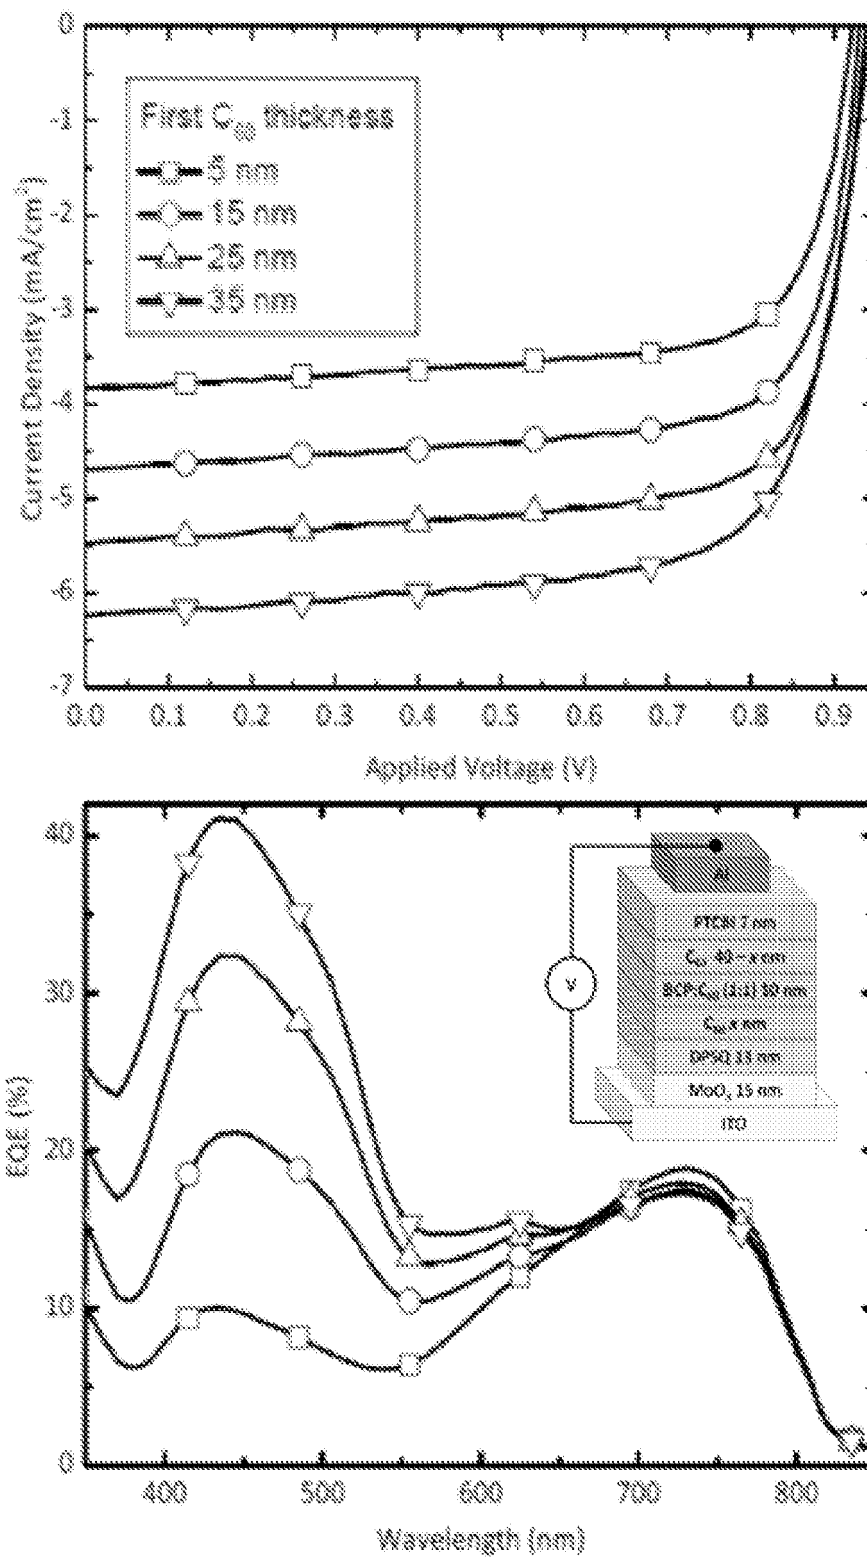 0
-1
-2
-3
-4
-5
-6
-7
Current Density (mA/cm²)
First C₆₀ thickness
5 nm
15 nm
25 nm
35 nm
0.0 0.1 0.2 0.3 0.4 0.5 0.6 0.7 0.8 0.9
Applied Voltage (V)
40
30
20
10
0
EQE (%)
V
Al
PTCBI 7 nm
C₆₀ 40 - x nm
BCP:C₆₀ (1:1) 10 nm
C₆₀ x nm
DPSQ 13 nm
MoOₓ 15 nm
ITO
400 500 600 700 800
Wavelength (nm)